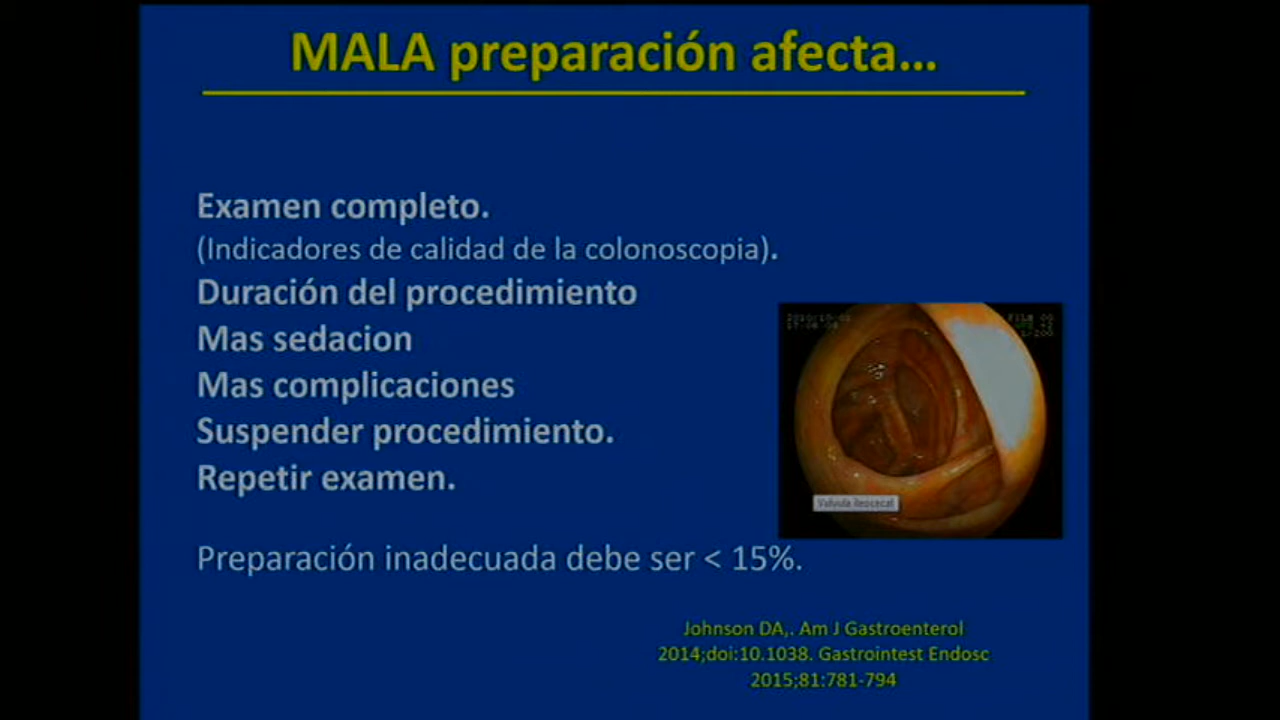 MALA preparación afecta...
Examen completo.
(Indicadores de calidad de la colonoscopia).
Duración del procedimiento
Mas sedacion
Mas complicaciones
Suspender procedimiento.
Repetir examen.
Valvula ileocecal
Preparación inadecuada debe ser < 15%.
Johnson DA,. Am J Gastroenterol
2014;doi:10.1038. Gastrointest Endosc
2015;81:781-794